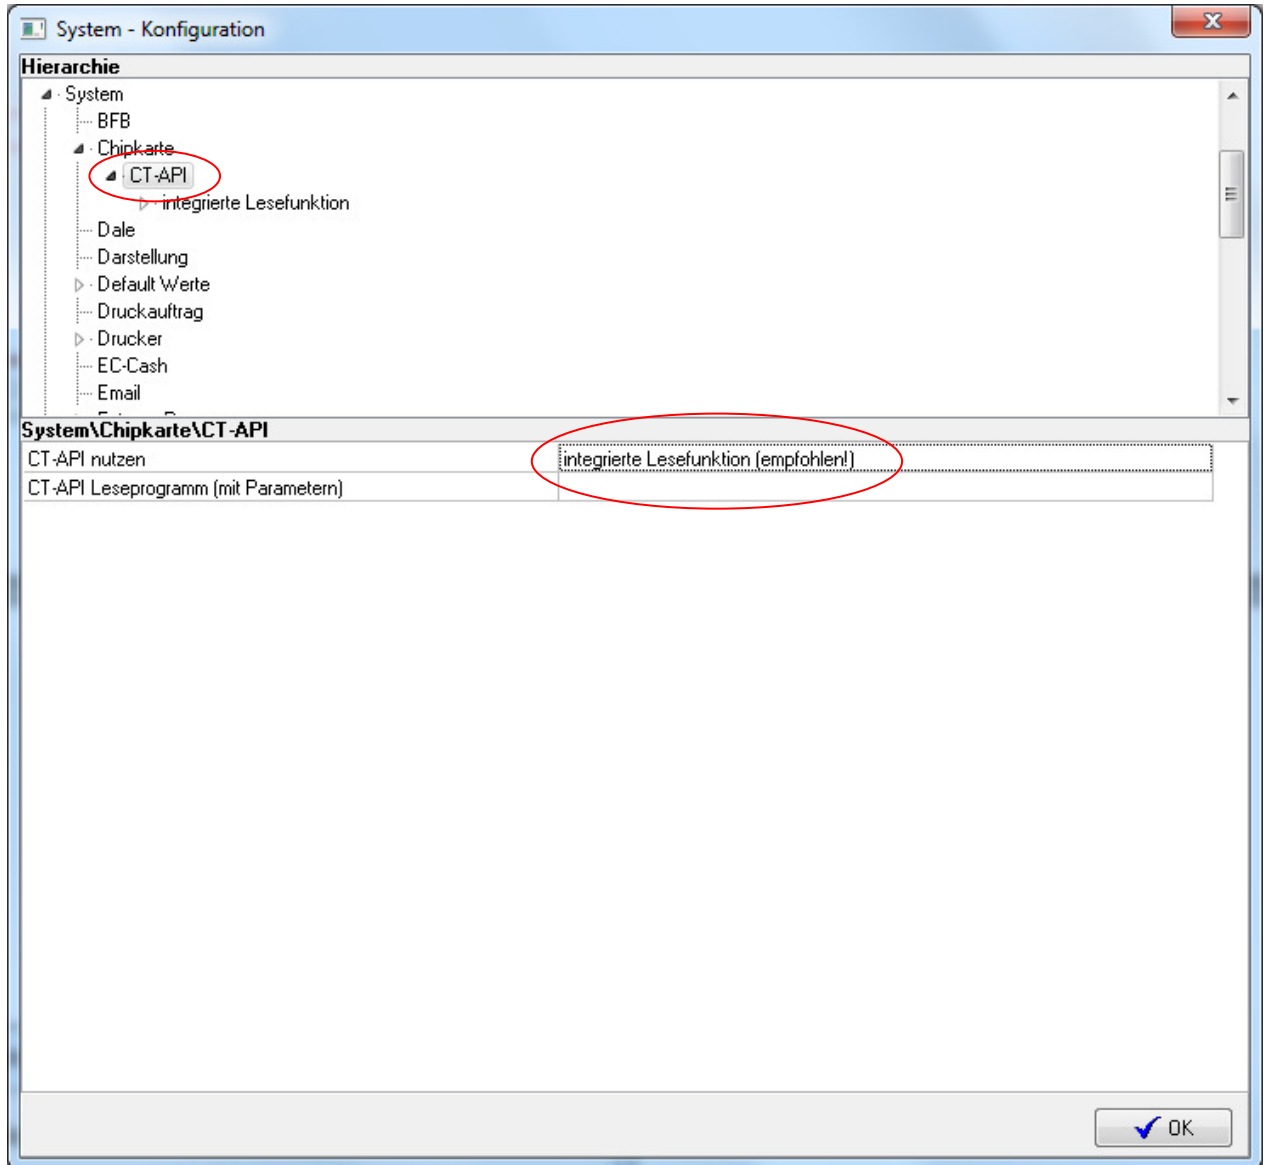 System - Konfiguration
Hierarchie
System
BFB
Chipkarte
CT-API
integrierte Lesefunktion
Dale
Darstellung
Default Werte
Druckauftrag
Drucker
EC-Cash
Email
System\Chipkarte\CT-API
CT-API nutzen integrierte Lesefunktion (empfohlen!)
CT-API Leseprogramm (mit Parametern)
OK